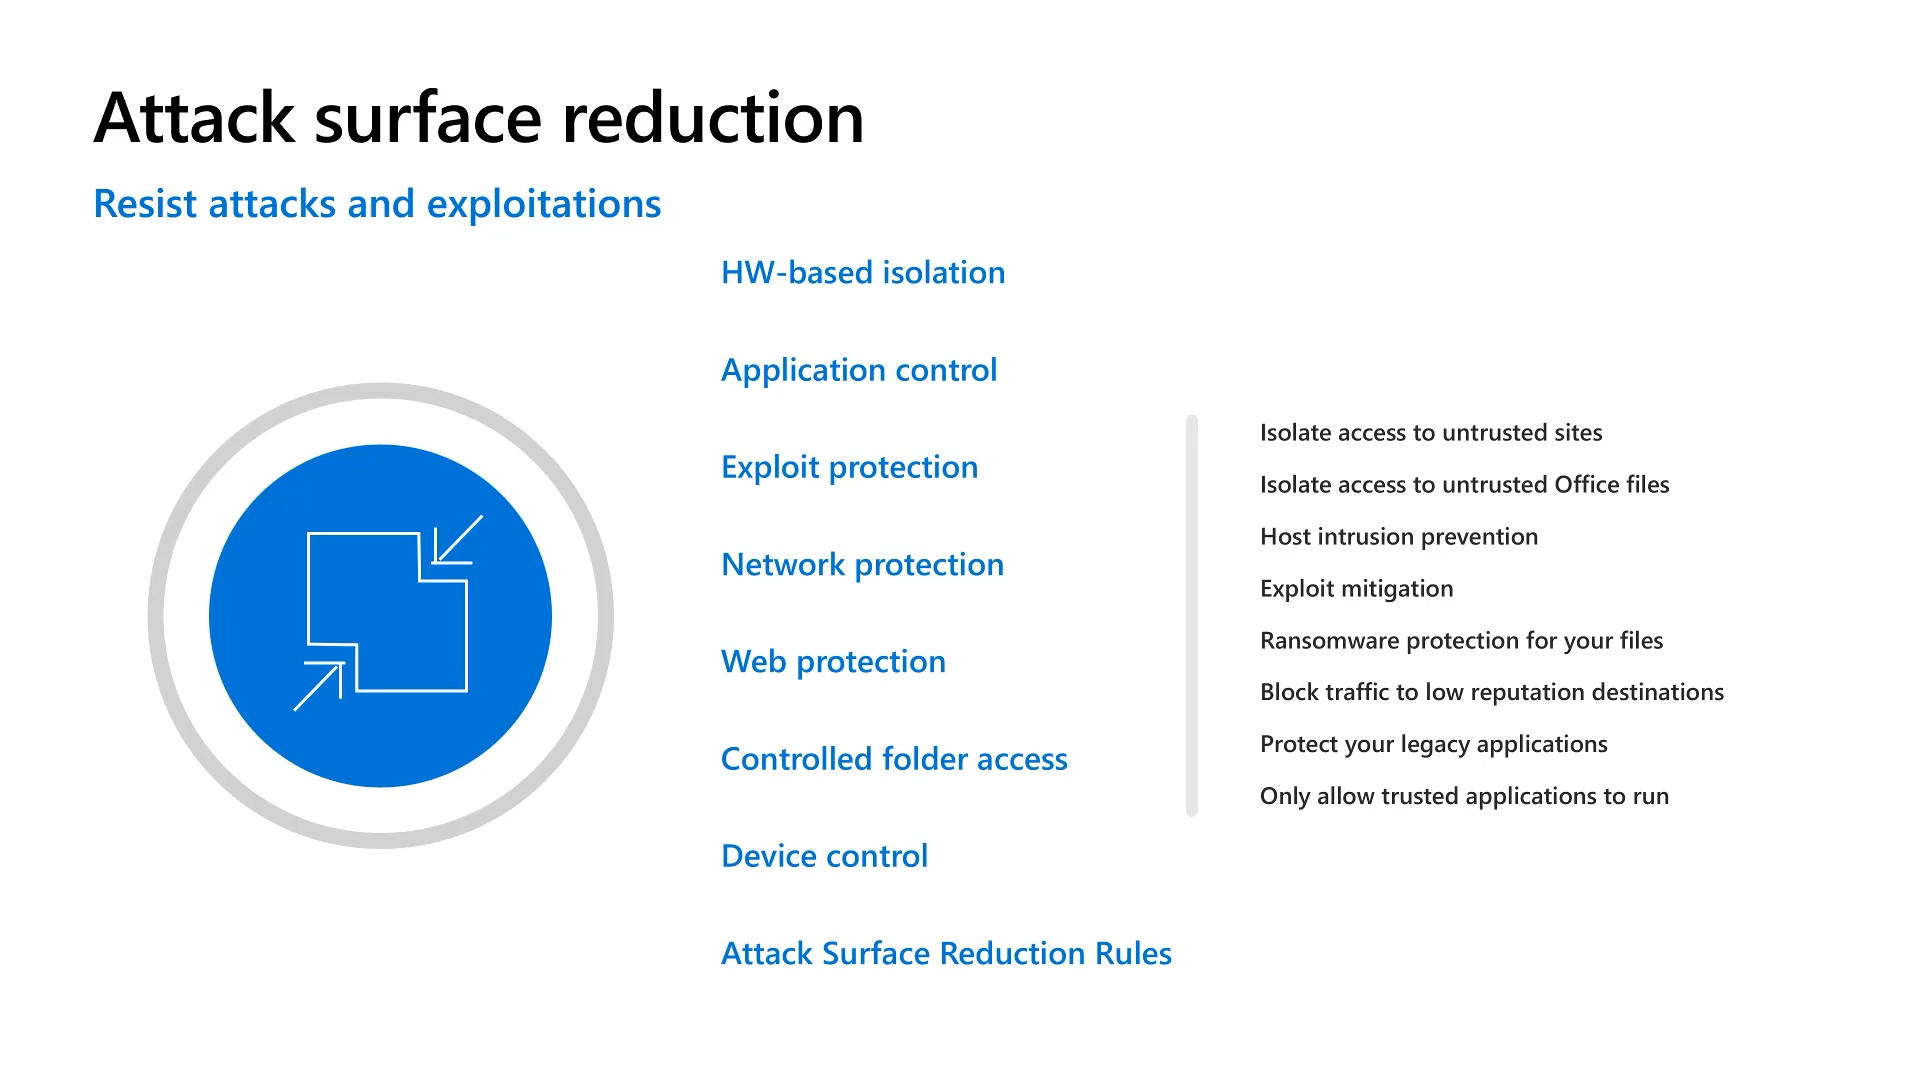 Attack surface reduction
Resist attacks and exploitations
HW-based isolation
Application control
Exploit protection
Network protection
Web protection
Controlled folder access
Device control
Attack Surface Reduction Rules
Isolate access to untrusted sites
Isolate access to untrusted Office files
Host intrusion prevention
Exploit mitigation
Ransomware protection for your files
Block traffic to low reputation destinations
Protect your legacy applications
Only allow trusted applications to run